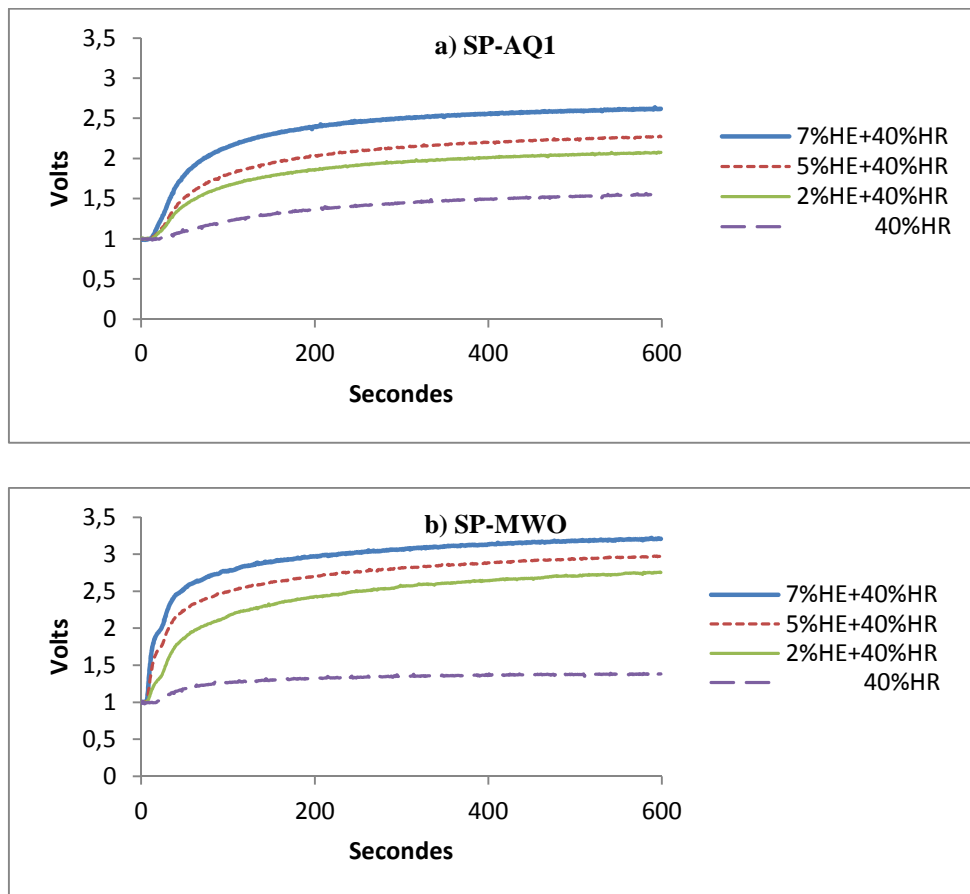 a) SP-AQ1
3,5
3
2,5
2
1,5
1
0,5
0
Volts
0 200 400 600
Secondes
7%HE+40%HR
5%HE+40%HR
2%HE+40%HR
40%HR
b) SP-MWO
3,5
3
2,5
2
1,5
1
0,5
0
Volts
0 200 400 600
Secondes
7%HE+40%HR
5%HE+40%HR
2%HE+40%HR
40%HR